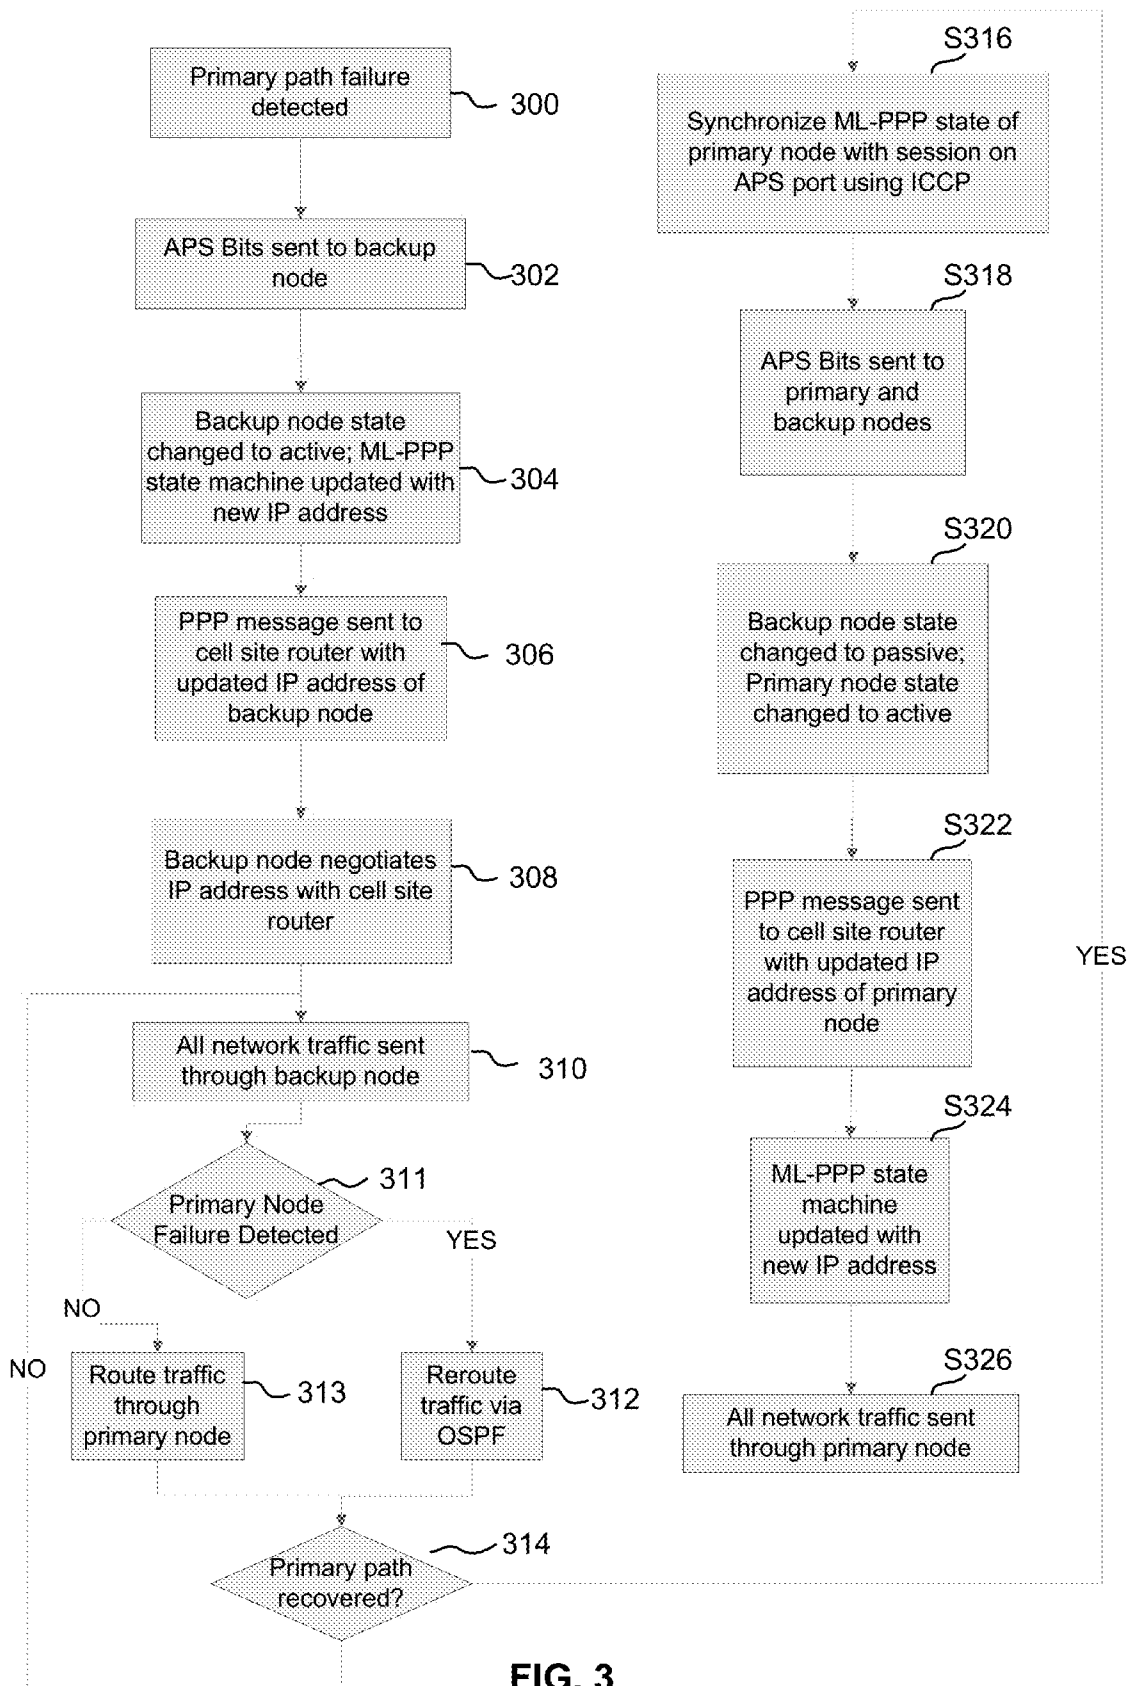 Primary path failure
detected
300
APS Bits sent to backup
node
302
Backup node state
changed to active; ML-PPP
state machine updated with
new IP address
304
PPP message sent to
cell site router with
updated IP address of
backup node
306
Backup node negotiates
IP address with cell site
router
308
All network traffic sent
through backup node
310
Primary Node
Failure Detected
311
YES
NO
NO
Route traffic
through
primary node
313
Reroute
traffic via
OSPF
312
Primary path
recovered?
314
YES
S316
Synchronize ML-PPP state of
primary node with session on
APS port using ICCP
S318
APS Bits sent to
primary and
backup nodes
S320
Backup node state
changed to passive,
Primary node state
changed to active
S322
PPP message sent
to cell site router
with updated IP
address of primary
node
S324
ML-PPP state
machine
updated with
new IP address
S326
All network traffic sent
through primary node
FIG. 3